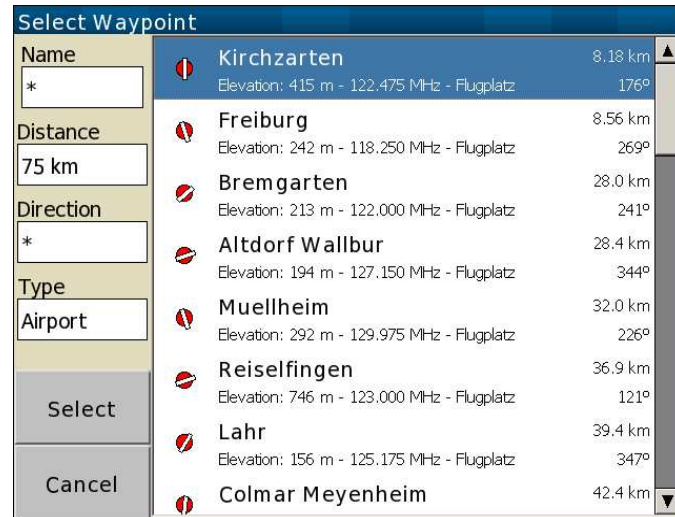 Select Waypoint
Name
*
Distance
75 km
Direction
*
Type
Airport
Select
Cancel
Kirchzarten 8.18 km
Elevation: 415 m - 122.475 MHz - Flugplatz 176°
Freiburg 8.56 km
Elevation: 242 m - 118.250 MHz - Flugplatz 269°
Bremgarten 28.0 km
Elevation: 213 m - 122.000 MHz - Flugplatz 241°
Altdorf Wallbur 28.4 km
Elevation: 194 m - 127.150 MHz - Flugplatz 344°
Muellheim 32.0 km
Elevation: 292 m - 129.975 MHz - Flugplatz 226°
Reiselfingen 36.9 km
Elevation: 746 m - 123.000 MHz - Flugplatz 121°
Lahr 39.4 km
Elevation: 156 m - 125.175 MHz - Flugplatz 347°
Colmar Meyenheim 42.4 km